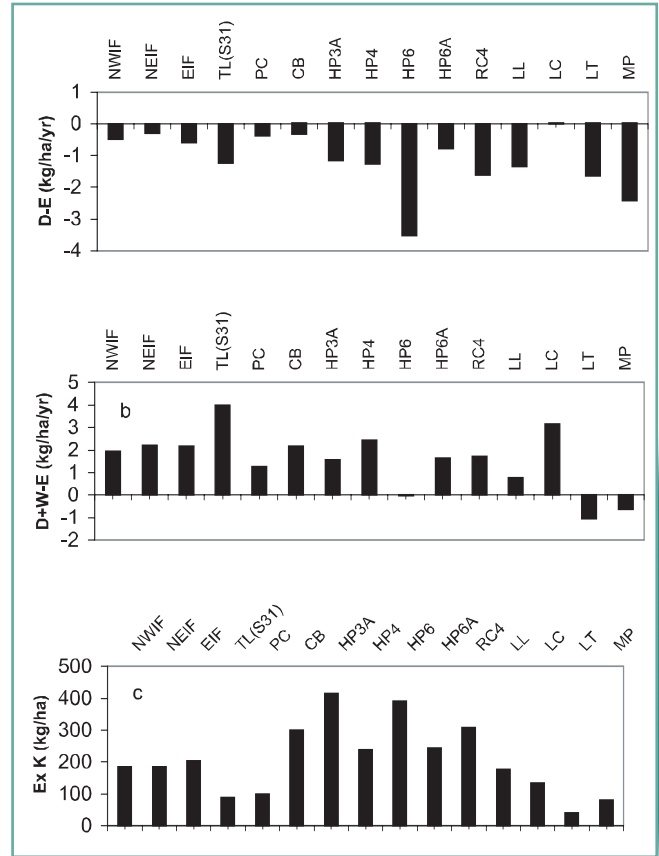 NWIF NEIF EIF TL(S31) PC CB HP3A HP4 HP6 HP6A RC4 LL LC LT MP
D-E (kg/ha/yr)
1
0
-1
-2
-3
-4
NWIF NEIF EIF TL(S31) PC CB HP3A HP4 HP6 HP6A RC4 LL LC LT MP
D+W-E (kg/ha/yr)
b
5
4
3
2
1
0
-1
-2
NWIF NEIF EIF TL(S31) PC CB HP3A HP4 HP6 HP6A RC4 LL LC LT MP
Ex K (kg/ha)
c
500
400
300
200
100
0